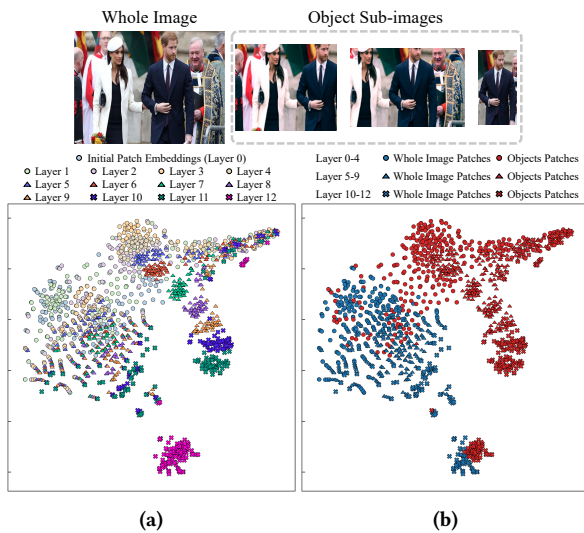 Whole Image
Object Sub-images
Initial Patch Embeddings (Layer 0)
Layer 1 Layer 2 Layer 3 Layer 4
Layer 5 Layer 6 Layer 7 Layer 8
Layer 9 Layer 10 Layer 11 Layer 12
Layer 0-4 Whole Image Patches Objects Patches
Layer 5-9 Whole Image Patches Objects Patches
Layer 10-12 Whole Image Patches Objects Patches
(a)
(b)